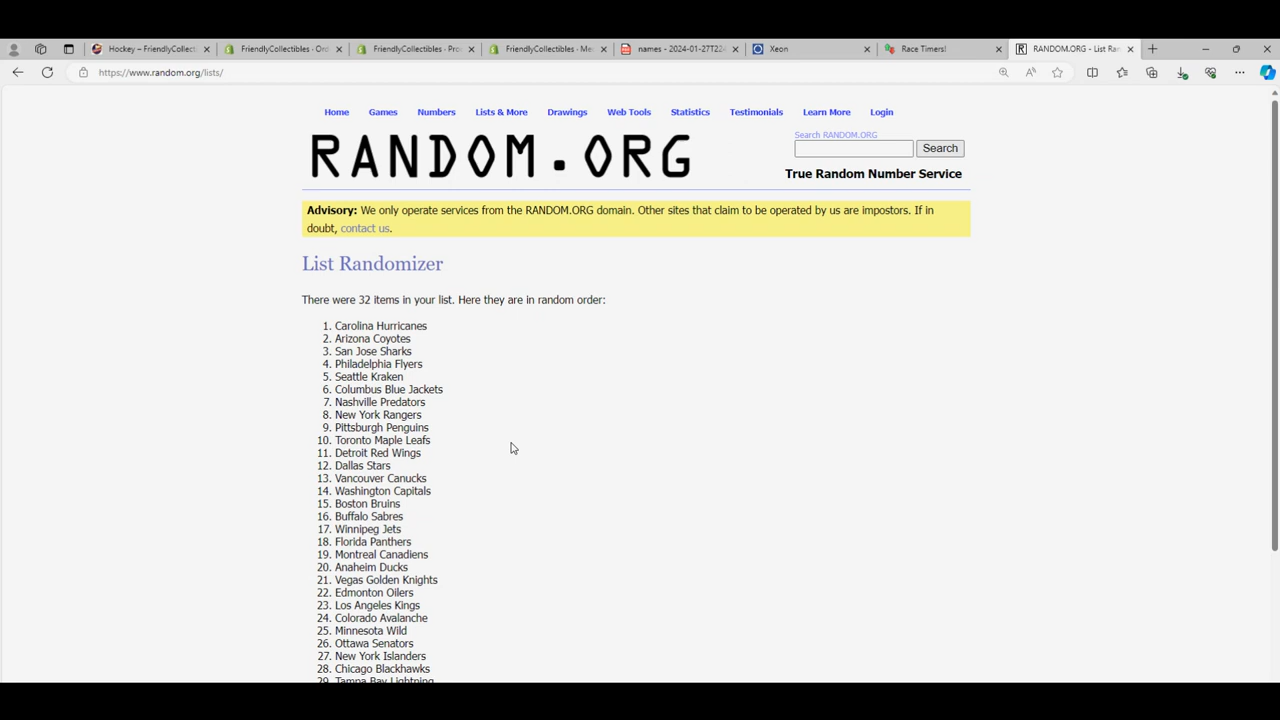 Hockey – FriendlyCollect
FriendlyCollectibles · Ord
FriendlyCollectibles · Pro
FriendlyCollectibles · Me
names - 2024-01-27T22
Xeon
Race Timers!
RANDOM.ORG - List Ran
https://www.random.org/lists/
Home Games Numbers Lists & More Drawings Web Tools Statistics Testimonials Learn More Login
RANDOM.ORG
Search RANDOM.ORG
Search
True Random Number Service
Advisory: We only operate services from the RANDOM.ORG domain. Other sites that claim to be operated by us are impostors. If in
doubt, contact us.
List Randomizer
There were 32 items in your list. Here they are in random order:
1. Carolina Hurricanes
2. Arizona Coyotes
3. San Jose Sharks
4. Philadelphia Flyers
5. Seattle Kraken
6. Columbus Blue Jackets
7. Nashville Predators
8. New York Rangers
9. Pittsburgh Penguins
10. Toronto Maple Leafs
11. Detroit Red Wings
12. Dallas Stars
13. Vancouver Canucks
14. Washington Capitals
15. Boston Bruins
16. Buffalo Sabres
17. Winnipeg Jets
18. Florida Panthers
19. Montreal Canadiens
20. Anaheim Ducks
21. Vegas Golden Knights
22. Edmonton Oilers
23. Los Angeles Kings
24. Colorado Avalanche
25. Minnesota Wild
26. Ottawa Senators
27. New York Islanders
28. Chicago Blackhawks
29. Tampa Bay Lightning